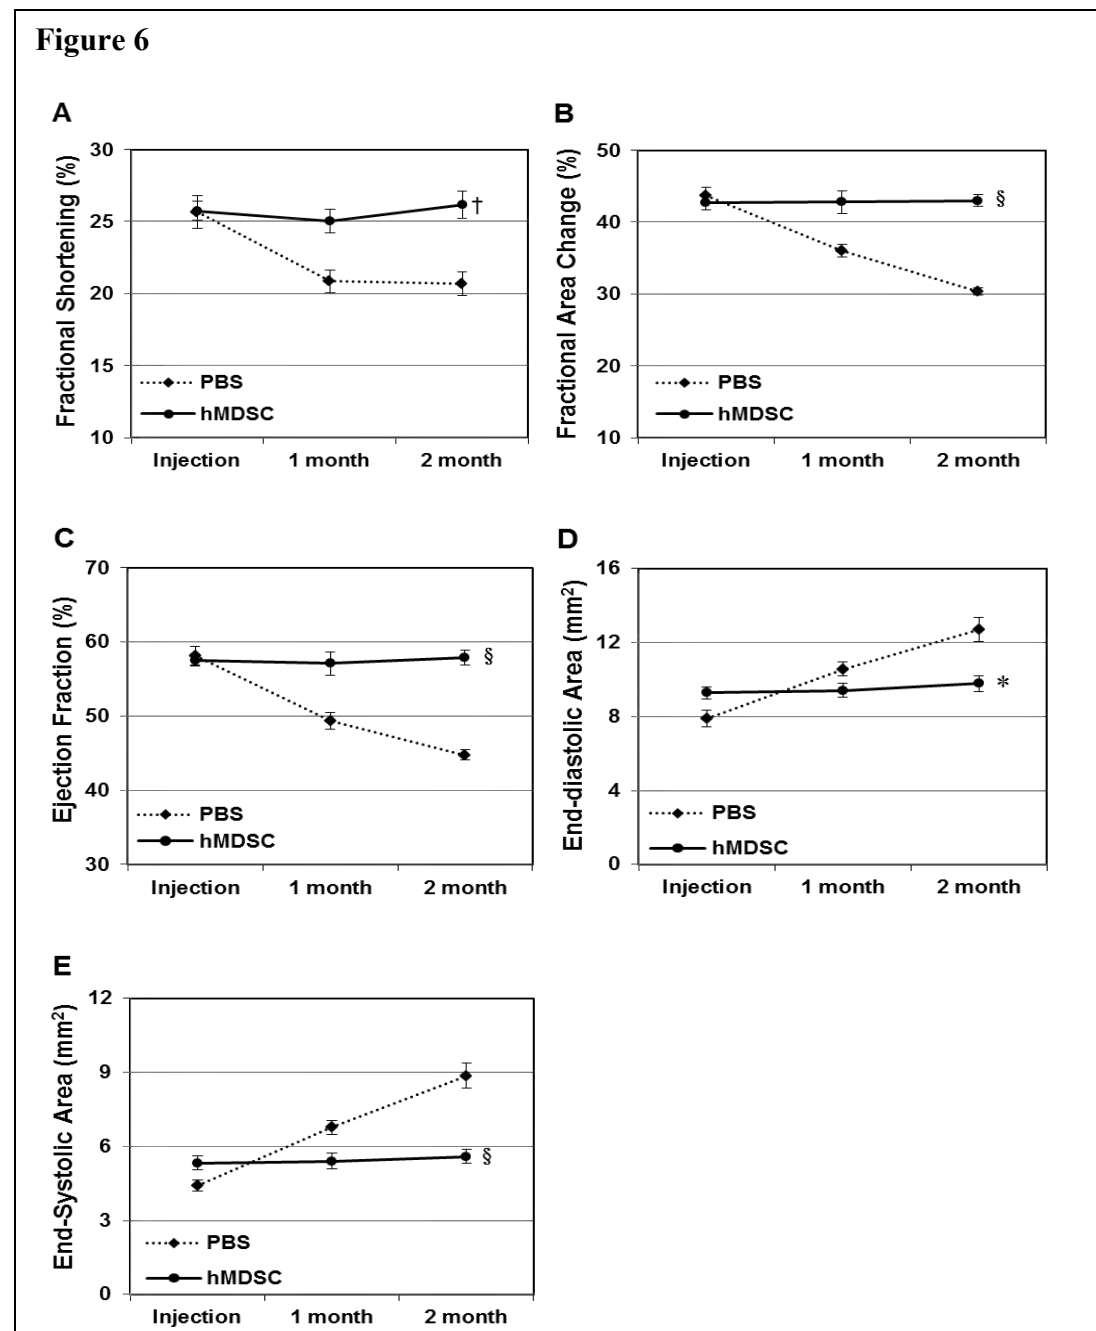 Figure 6
A
Fractional Shortening (%)
30
25
20
15
10
†
PBS
hMDSC
Injection 1 month 2 month
B
Fractional Area Change (%)
50
40
30
20
10
§
PBS
hMDSC
Injection 1 month 2 month
C
Ejection Fraction (%)
70
60
50
40
30
§
PBS
hMDSC
Injection 1 month 2 month
D
End-diastolic Area (mm²)
16
12
8
4
0
*
PBS
hMDSC
Injection 1 month 2 month
E
End-Systolic Area (mm²)
12
9
6
3
0
§
PBS
hMDSC
Injection 1 month 2 month